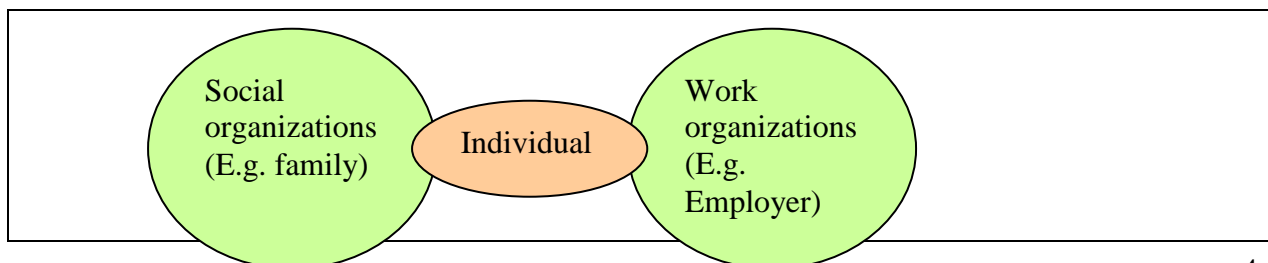 Social
organizations
(E.g. family)
Individual
Work
organizations
(E.g.
Employer)